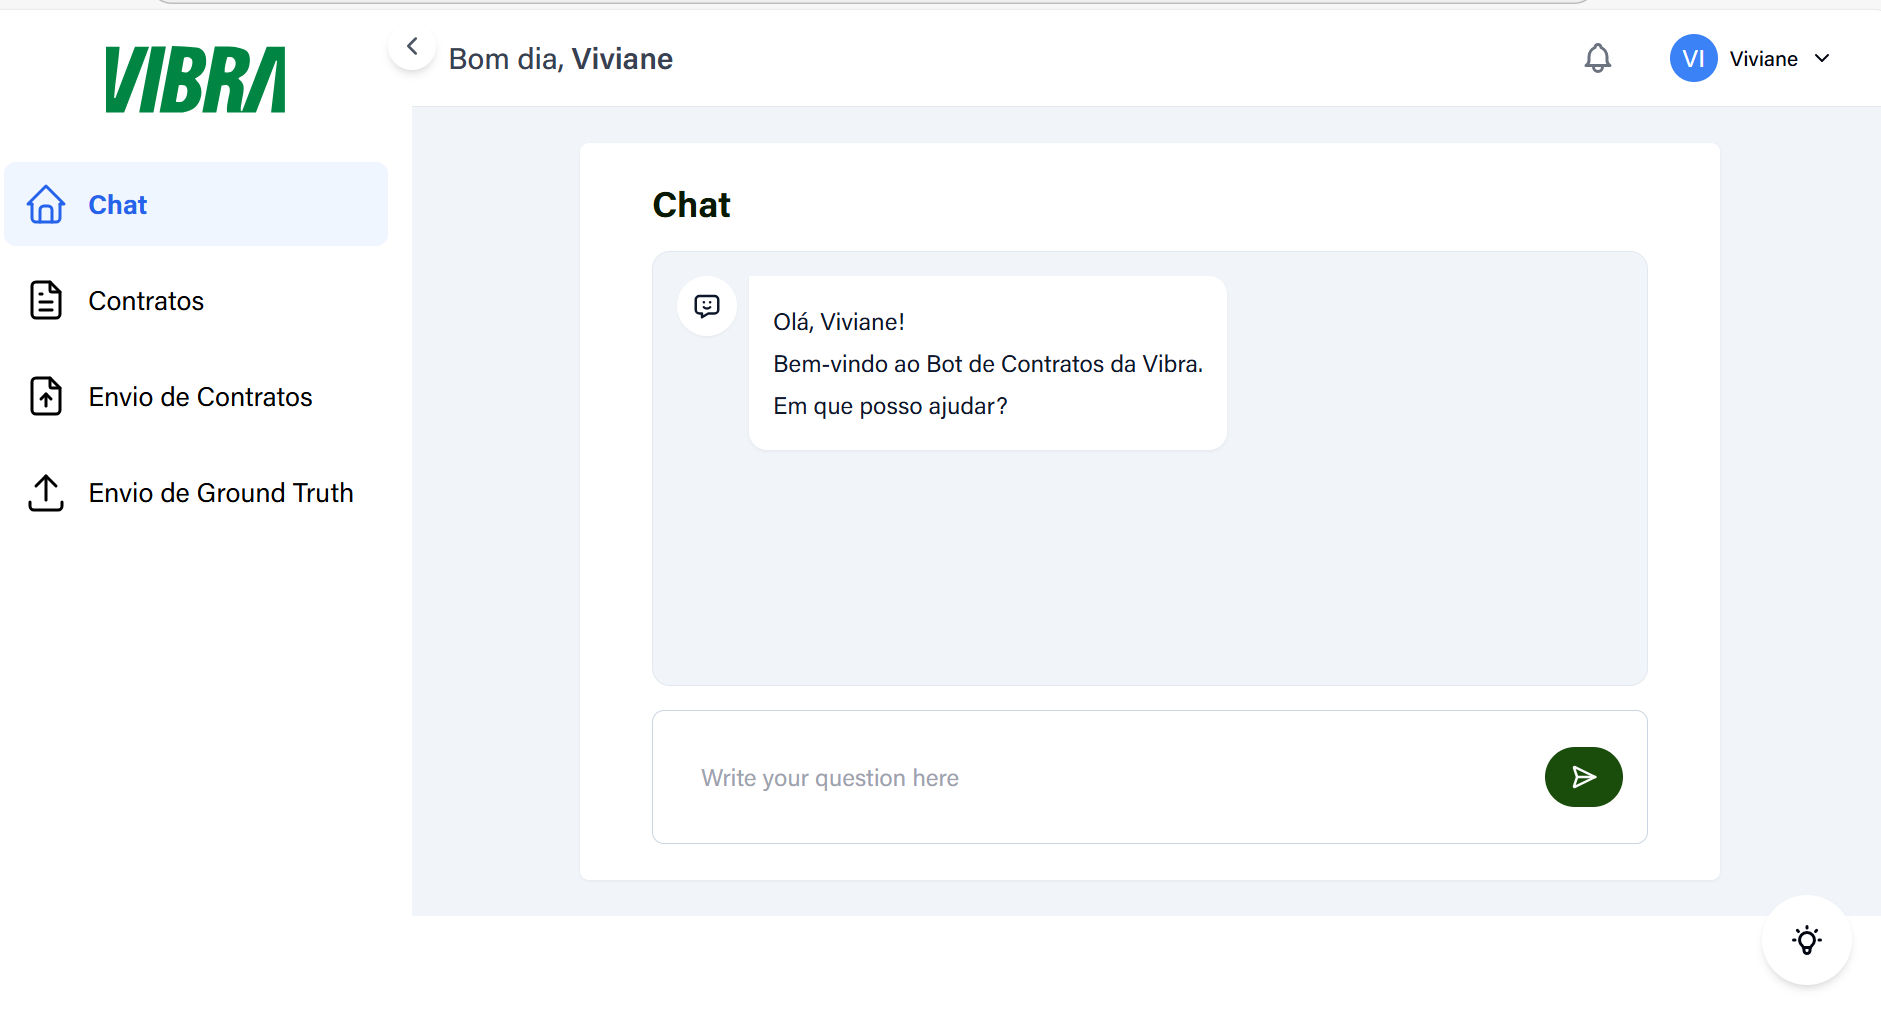 VIBRA
Bom dia, Viviane
VI
Viviane
Chat
Contratos
Envio de Contratos
Envio de Ground Truth
Chat
Olá, Viviane!
Bem-vindo ao Bot de Contratos da Vibra.
Em que posso ajudar?
Write your question here